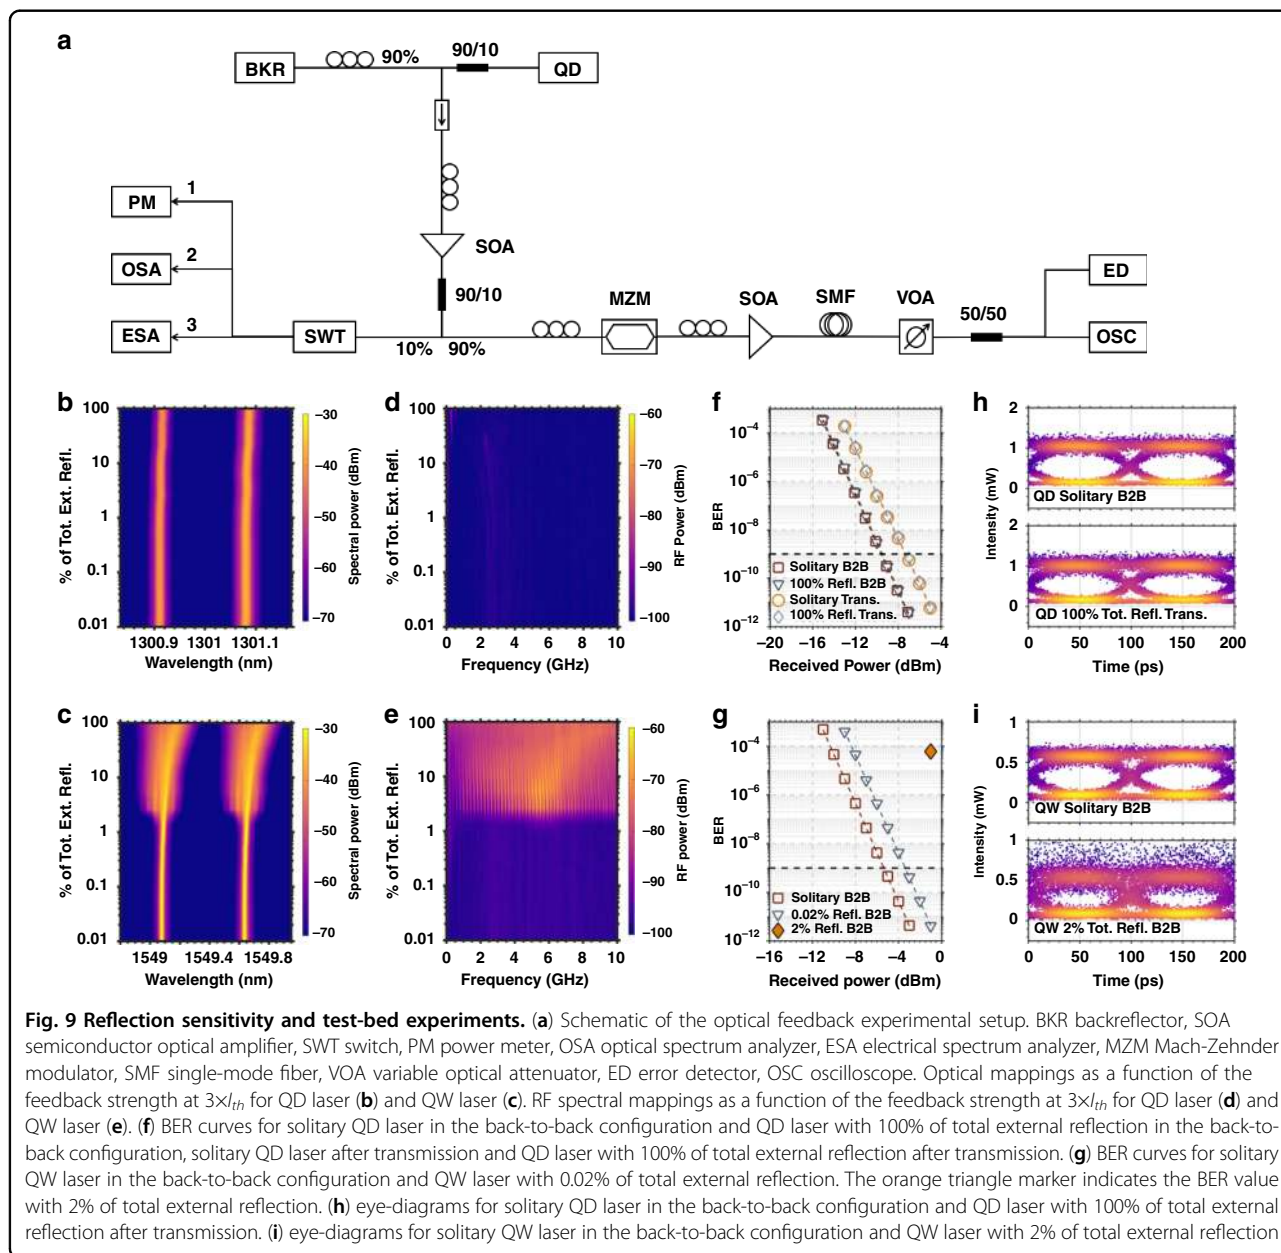 a
BKR
90%
90/10
QD
PM
1
SOA
OSA
2
90/10
MZM
SOA
SMF
VOA
50/50
ED
ESA
3
SWT
10%
90%
OSC
b
% of Tot. Ext. Refl.
100
10
1
0.1
0.01
1300.9 1301 1301.1
Wavelength (nm)
−30
−40
−50
−60
−70
Spectral power (dBm)
d
% of Tot. Ext. Refl.
100
10
1
0.1
0.01
0 2 4 6 8 10
Frequency (GHz)
−60
−70
−80
−90
−100
RF Power (dBm)
f
BER
10−4
10−6
10−8
10−10
10−12
Solitary B2B
100% Refl. B2B
Solitary Trans.
100% Refl. Trans.
−20 −16 −12 −8 −4
Received Power (dBm)
h
Intensity (mW)
2
1
0
QD Solitary B2B
2
1
0
QD 100% Tot. Refl. Trans.
0 50 100 150 200
Time (ps)
c
% of Tot. Ext. Refl.
100
10
1
0.1
0.01
1549 1549.4 1549.8
Wavelength (nm)
−30
−40
−50
−60
−70
Spectral power (dBm)
e
% of Tot. Ext. Refl.
100
10
1
0.1
0.01
0 2 4 6 8 10
Frequency (GHz)
−60
−70
−80
−90
−100
RF power (dBm)
g
BER
10−4
10−6
10−8
10−10
10−12
Solitary B2B
0.02% Refl. B2B
2% Refl. B2B
−16 −12 −8 −4 0
Received power (dBm)
i
Intensity (mW)
1
0.5
0
QW Solitary B2B
1
0.5
0
QW 2% Tot. Refl. B2B
0 50 100 150 200
Time (ps)
Fig. 9 Reflection sensitivity and test-bed experiments. (a) Schematic of the optical feedback experimental setup. BKR backreflector, SOA
semiconductor optical amplifier, SWT switch, PM power meter, OSA optical spectrum analyzer, ESA electrical spectrum analyzer, MZM Mach-Zehnder
modulator, SMF single-mode fiber, VOA variable optical attenuator, ED error detector, OSC oscilloscope. Optical mappings as a function of the
feedback strength at 3×Ith for QD laser (b) and QW laser (c). RF spectral mappings as a function of the feedback strength at 3×Ith for QD laser (d) and
QW laser (e). (f) BER curves for solitary QD laser in the back-to-back configuration and QD laser with 100% of total external reflection in the back-to-
back configuration, solitary QD laser after transmission and QD laser with 100% of total external reflection after transmission. (g) BER curves for solitary
QW laser in the back-to-back configuration and QW laser with 0.02% of total external reflection. The orange triangle marker indicates the BER value
with 2% of total external reflection. (h) eye-diagrams for solitary QD laser in the back-to-back configuration and QD laser with 100% of total external
reflection after transmission. (i) eye-diagrams for solitary QW laser in the back-to-back configuration and QW laser with 2% of total external reflection